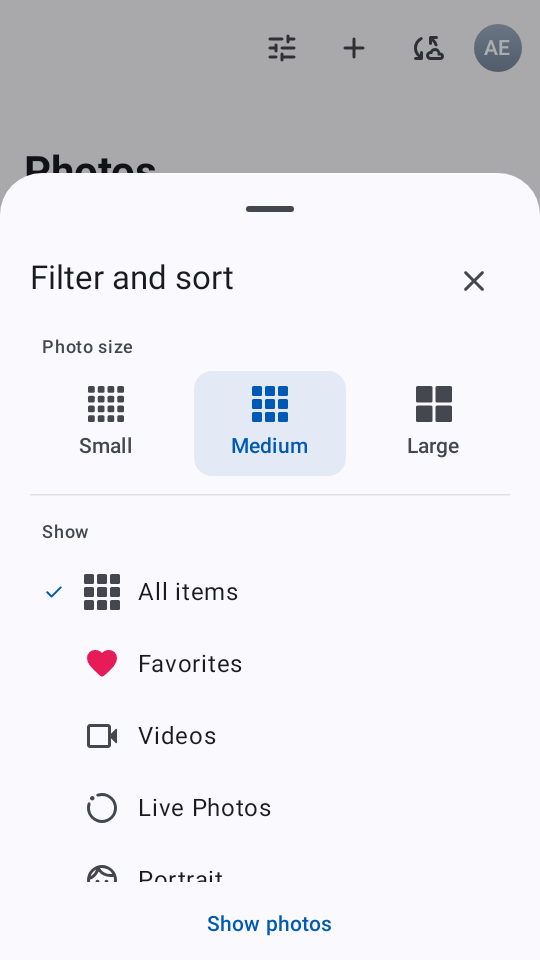 AE
Photos
Filter and sort
Photo size
Small
Medium
Large
Show
All items
Favorites
Videos
Live Photos
Portrait
Show photos